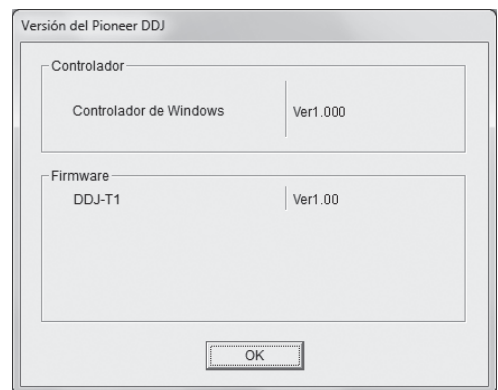 Versión del Pioneer DDJ
Controlador
Controlador de Windows Ver1.000
Firmware
DDJ-T1 Ver1.00
OK